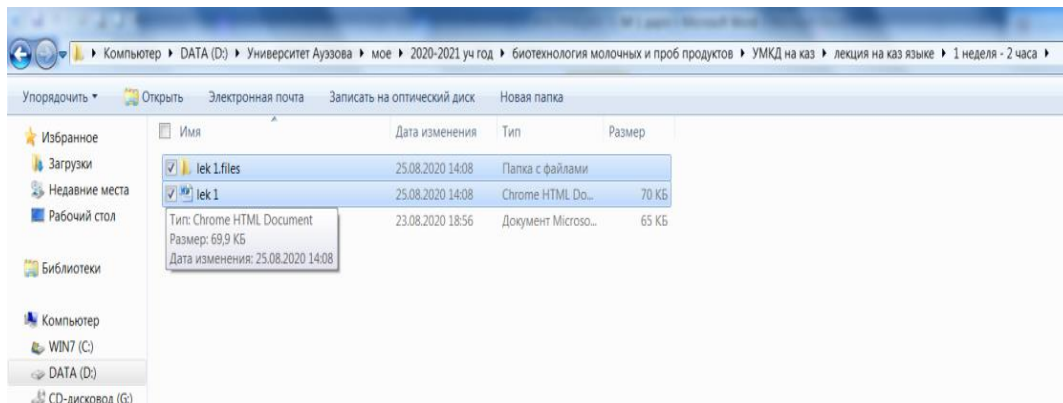 Компьютер ▸ DATA (D:) ▸ Университет Ауэзова ▸ мое ▸ 2020-2021 уч год ▸ биотехнология молочных и проб продуктов ▸ УМКД на каз ▸ лекция на каз языке ▸ 1 неделя - 2 часа ▸
Упорядочить Открыть Электронная почта Записать на оптический диск Новая папка
Избранное
Загрузки
Недавние места
Рабочий стол
Библиотеки
Компьютер
WIN7 (C:)
DATA (D:)
CD-дисковод (G:)
Имя Дата изменения Тип Размер
lek 1.files 25.08.2020 14:08 Папка с файлами
lek 1 25.08.2020 14:08 Chrome HTML Do... 70 КБ
23.08.2020 18:56 Документ Microso... 65 КБ
Тип: Chrome HTML Document
Размер: 69,9 КБ
Дата изменения: 25.08.2020 14:08